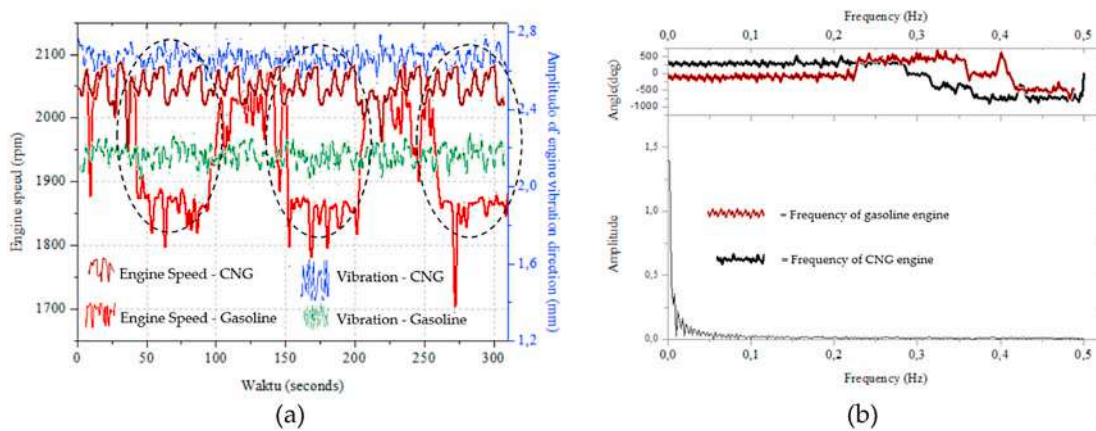 2100
2000
1900
1800
1700
Engine speed (rpm)
0
50
100
150
200
250
300
Waktu (seconds)
2,8
2,4
2,0
1,6
1,2
Amplitudo of engine vibration direction (mm)
Engine Speed - CNG
Engine Speed - Gasoline
Vibration - CNG
Vibration - Gasoline
(a)
Frequency (Hz)
0,0
0,1
0,2
0,3
0,4
0,5
500
0
-500
-1000
Angle(deg)
1,5
1,0
0,5
0,0
Amplitude
= Frequency of gasoline engine
= Frequency of CNG engine
0,0
0,1
0,2
0,3
0,4
0,5
Frequency (Hz)
(b)